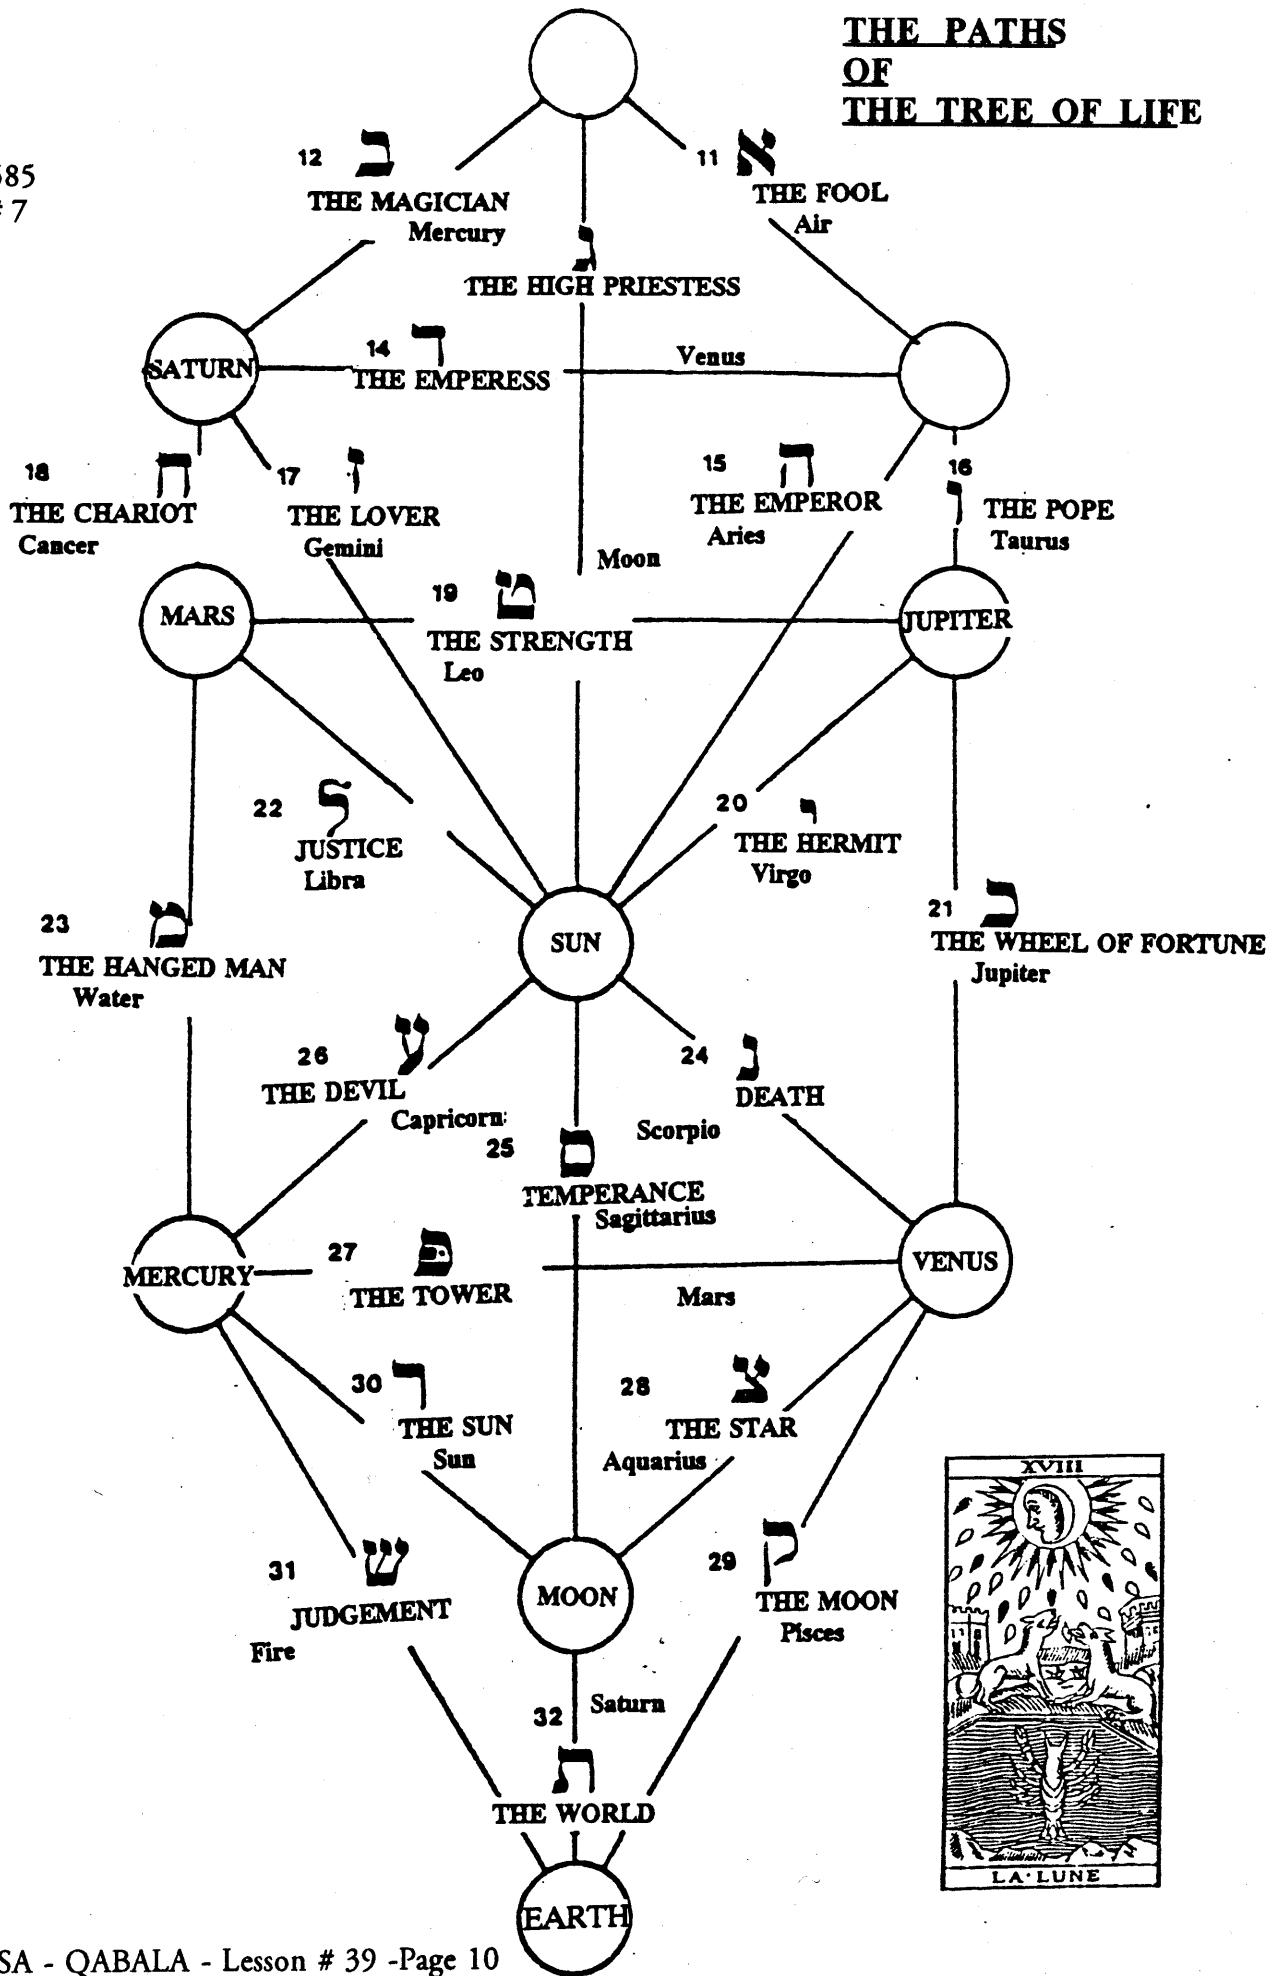 THE PATHS
OF
THE TREE OF LIFE
585
# 7
12 ב
THE MAGICIAN
Mercury
11 א
THE FOOL
Air
ג
THE HIGH PRIESTESS
SATURN
14 ד
THE EMPERESS
Venus
18 ח
THE CHARIOT
Cancer
17 ז
THE LOVER
Gemini
15 ה
THE EMPEROR
Aries
16
ו THE POPE
Taurus
Moon
MARS
19 ט
THE STRENGTH
Leo
JUPITER
22 ל
JUSTICE
Libra
20 י
THE HERMIT
Virgo
23 מ
THE HANGED MAN
Water
SUN
21 כ
THE WHEEL OF FORTUNE
Jupiter
26 ע
THE DEVIL
Capricorn
24 נ
DEATH
Scorpio
25 ס
TEMPERANCE
Sagittarius
MERCURY
27 פּ
THE TOWER
Mars
VENUS
30 ר
THE SUN
Sun
28 צ
THE STAR
Aquarius
31 ש
JUDGEMENT
Fire
MOON
29 ק
THE MOON
Pisces
XVIII
LA·LUNE
Saturn
32 ת
THE WORLD
EARTH
SA - QABALA - Lesson # 39 -Page 10